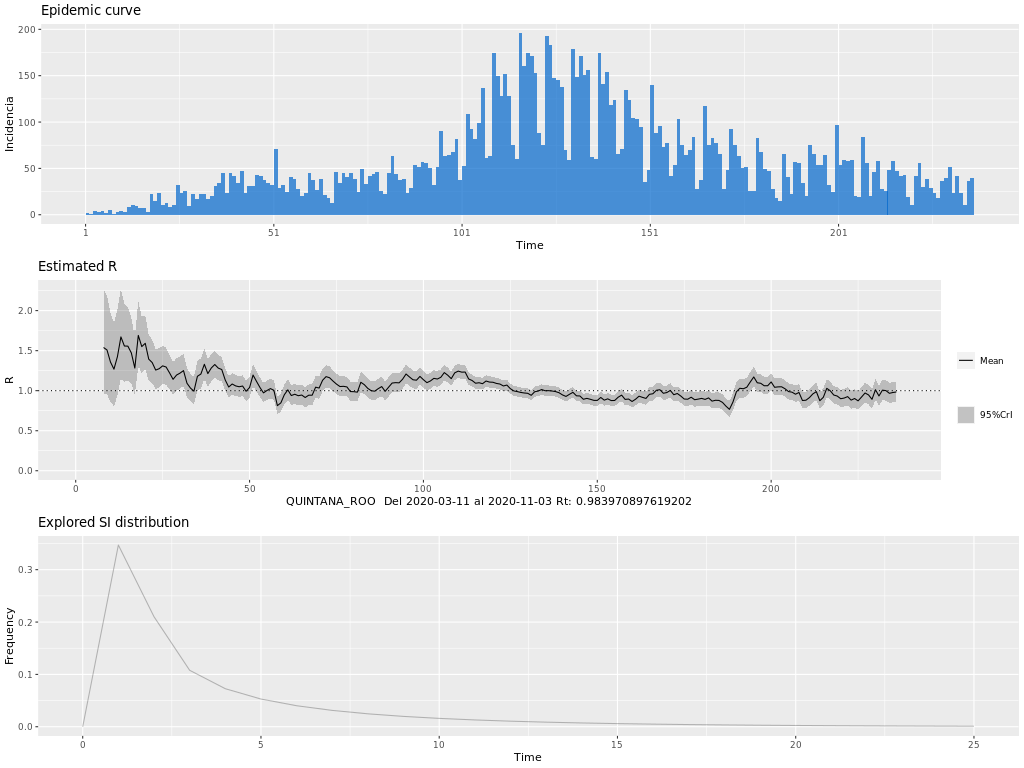 Epidemic curve
200
150
100
50
0
Incidencia
1
51
101
151
201
Time
Estimated R
2.0
1.5
1.0
0.5
0.0
R
0
50
100
150
200
QUINTANA_ROO Del 2020-03-11 al 2020-11-03 Rt: 0.983970897619202
Mean
95%CrI
Explored SI distribution
0.3
0.2
0.1
0.0
Frequency
0
5
10
15
20
25
Time